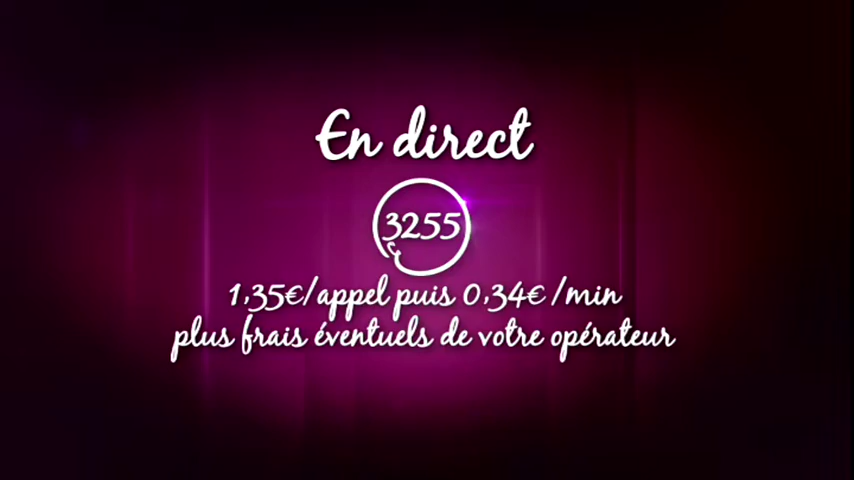 En direct
3255
1,35€/appel puis 0,34€/min
plus frais éventuels de votre opérateur